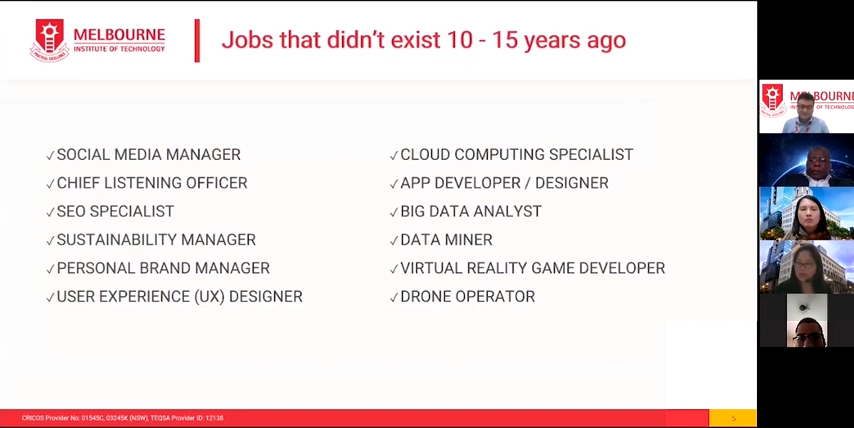 MELBOURNE
INSTITUTE OF TECHNOLOGY
Jobs that didn't exist 10 - 15 years ago
✓SOCIAL MEDIA MANAGER
✓CHIEF LISTENING OFFICER
✓SEO SPECIALIST
✓SUSTAINABILITY MANAGER
✓PERSONAL BRAND MANAGER
✓USER EXPERIENCE (UX) DESIGNER
✓CLOUD COMPUTING SPECIALIST
✓APP DEVELOPER / DESIGNER
✓BIG DATA ANALYST
✓DATA MINER
✓VIRTUAL REALITY GAME DEVELOPER
✓DRONE OPERATOR
CRICOS Provider No: 01545C, 03245K (NSW), TEQSA Provider ID: 12138
5